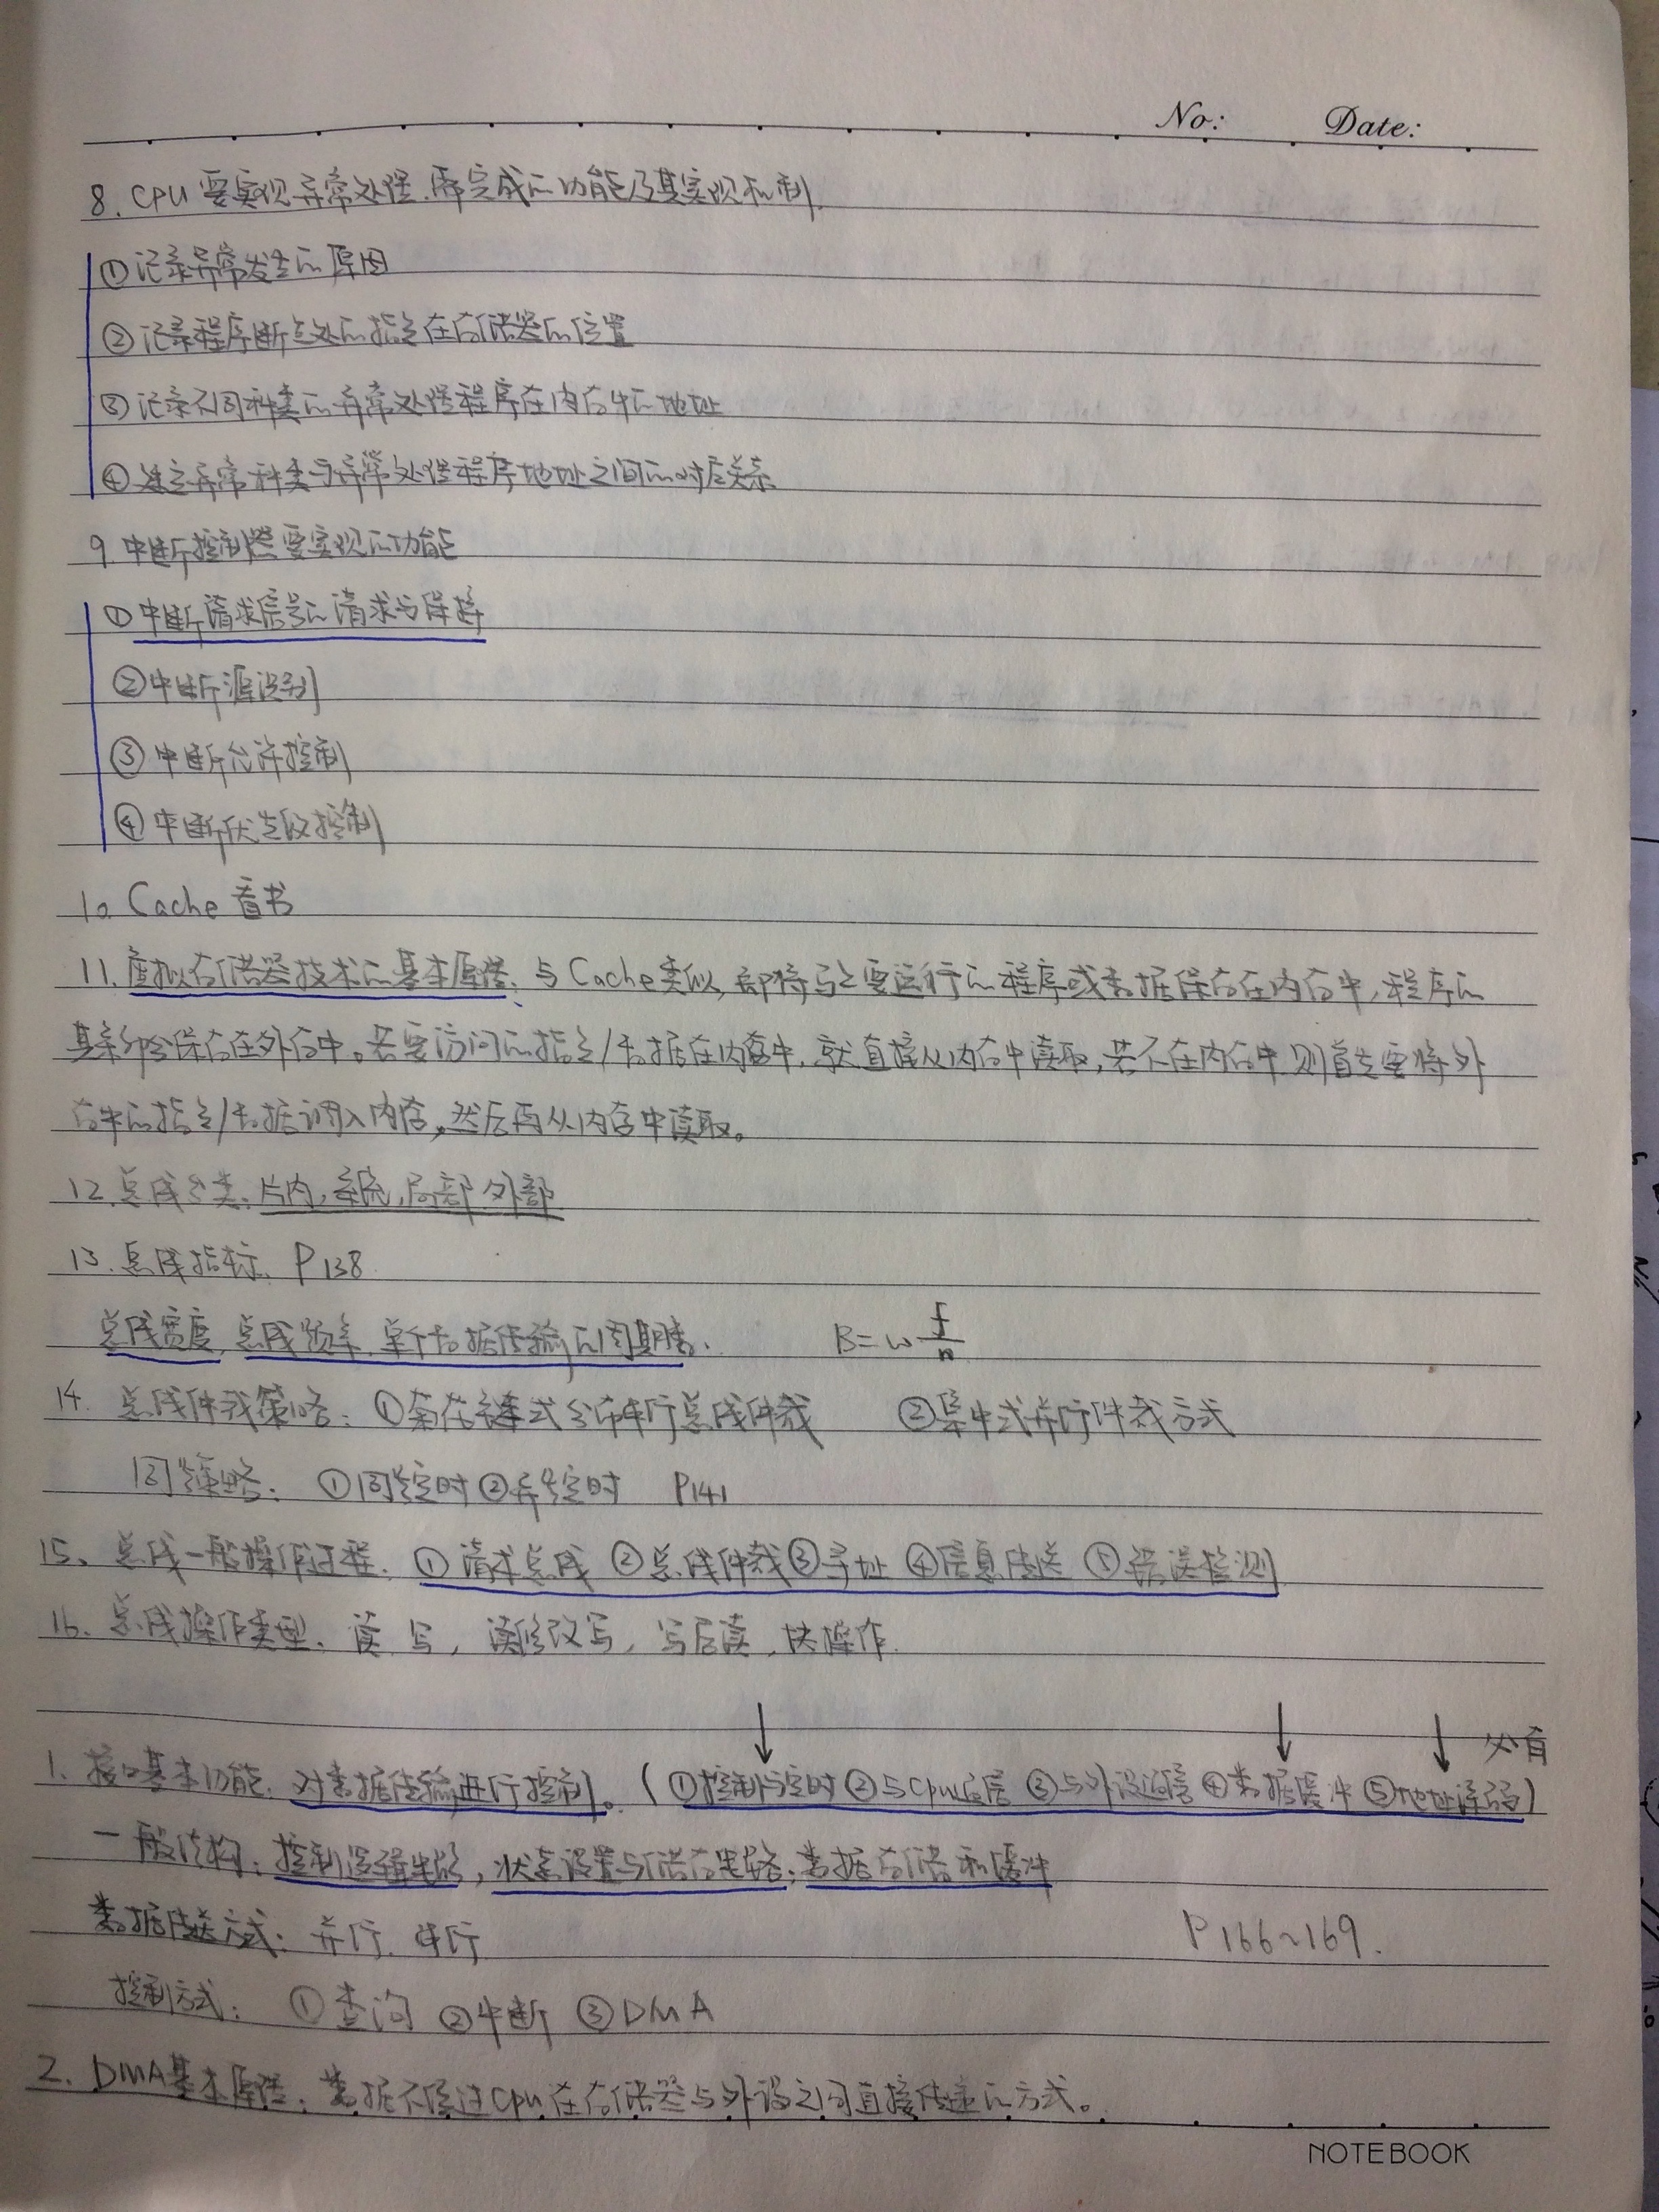 No: Date:
8. CPU 要实现异常处理,需完成的功能及其实现机制.
①记录异常发生的原因
②记录程序断点处的指令在存储器的位置
③记录不同种类的异常处理程序在内存中的地址
④建立异常种类与异常处理程序地址之间的对应关系
9. 中断控制器要实现的功能
①中断请求信号的请求与保持
②中断源识别
③中断允许控制
④中断优先级控制
10. Cache 看书
11. 虚拟存储器技术的基本原理: 与Cache类似,都将马上要运行的程序或数据保存在内存中,程序的
其余部分保存在外存中。若要访问的指令/数据在内存中,就直接从内存中读取,若不在内存中则首先要将外
存中的指令/数据调入内存,然后再从内存中读取。
12. 总线分类: 片内,系统,局部,外部
13. 总线指标: P138
总线宽度,总线频率,单个数据传输的周期数. B=w f/n
14. 总线仲裁策略: ①菊花链式分布串行总线仲裁 ②集中式并行仲裁方式
同步策略: ①同步定时 ②异步定时 P141
15、总线一般操作过程: ①请求总线 ②总线仲裁 ③寻址 ④信息传送 ⑤错误检测
16. 总线操作类型: 读,写,读修改写,写后读,块操作.
必有
1. 接口基本功能: 对数据传输进行控制。(①控制与定时 ②与CPU通信 ③与外设通信 ④数据缓冲 ⑤地址译码)
一般结构: 控制逻辑电路,状态设置与储存电路,数据存储和缓冲
数据传送方式: 并行.串行 P166~169.
控制方式: ①查询 ②中断 ③DMA
2. DMA基本原理: 数据不经过CPU在存储器与外设之间直接传递的方式。
NOTEBOOK